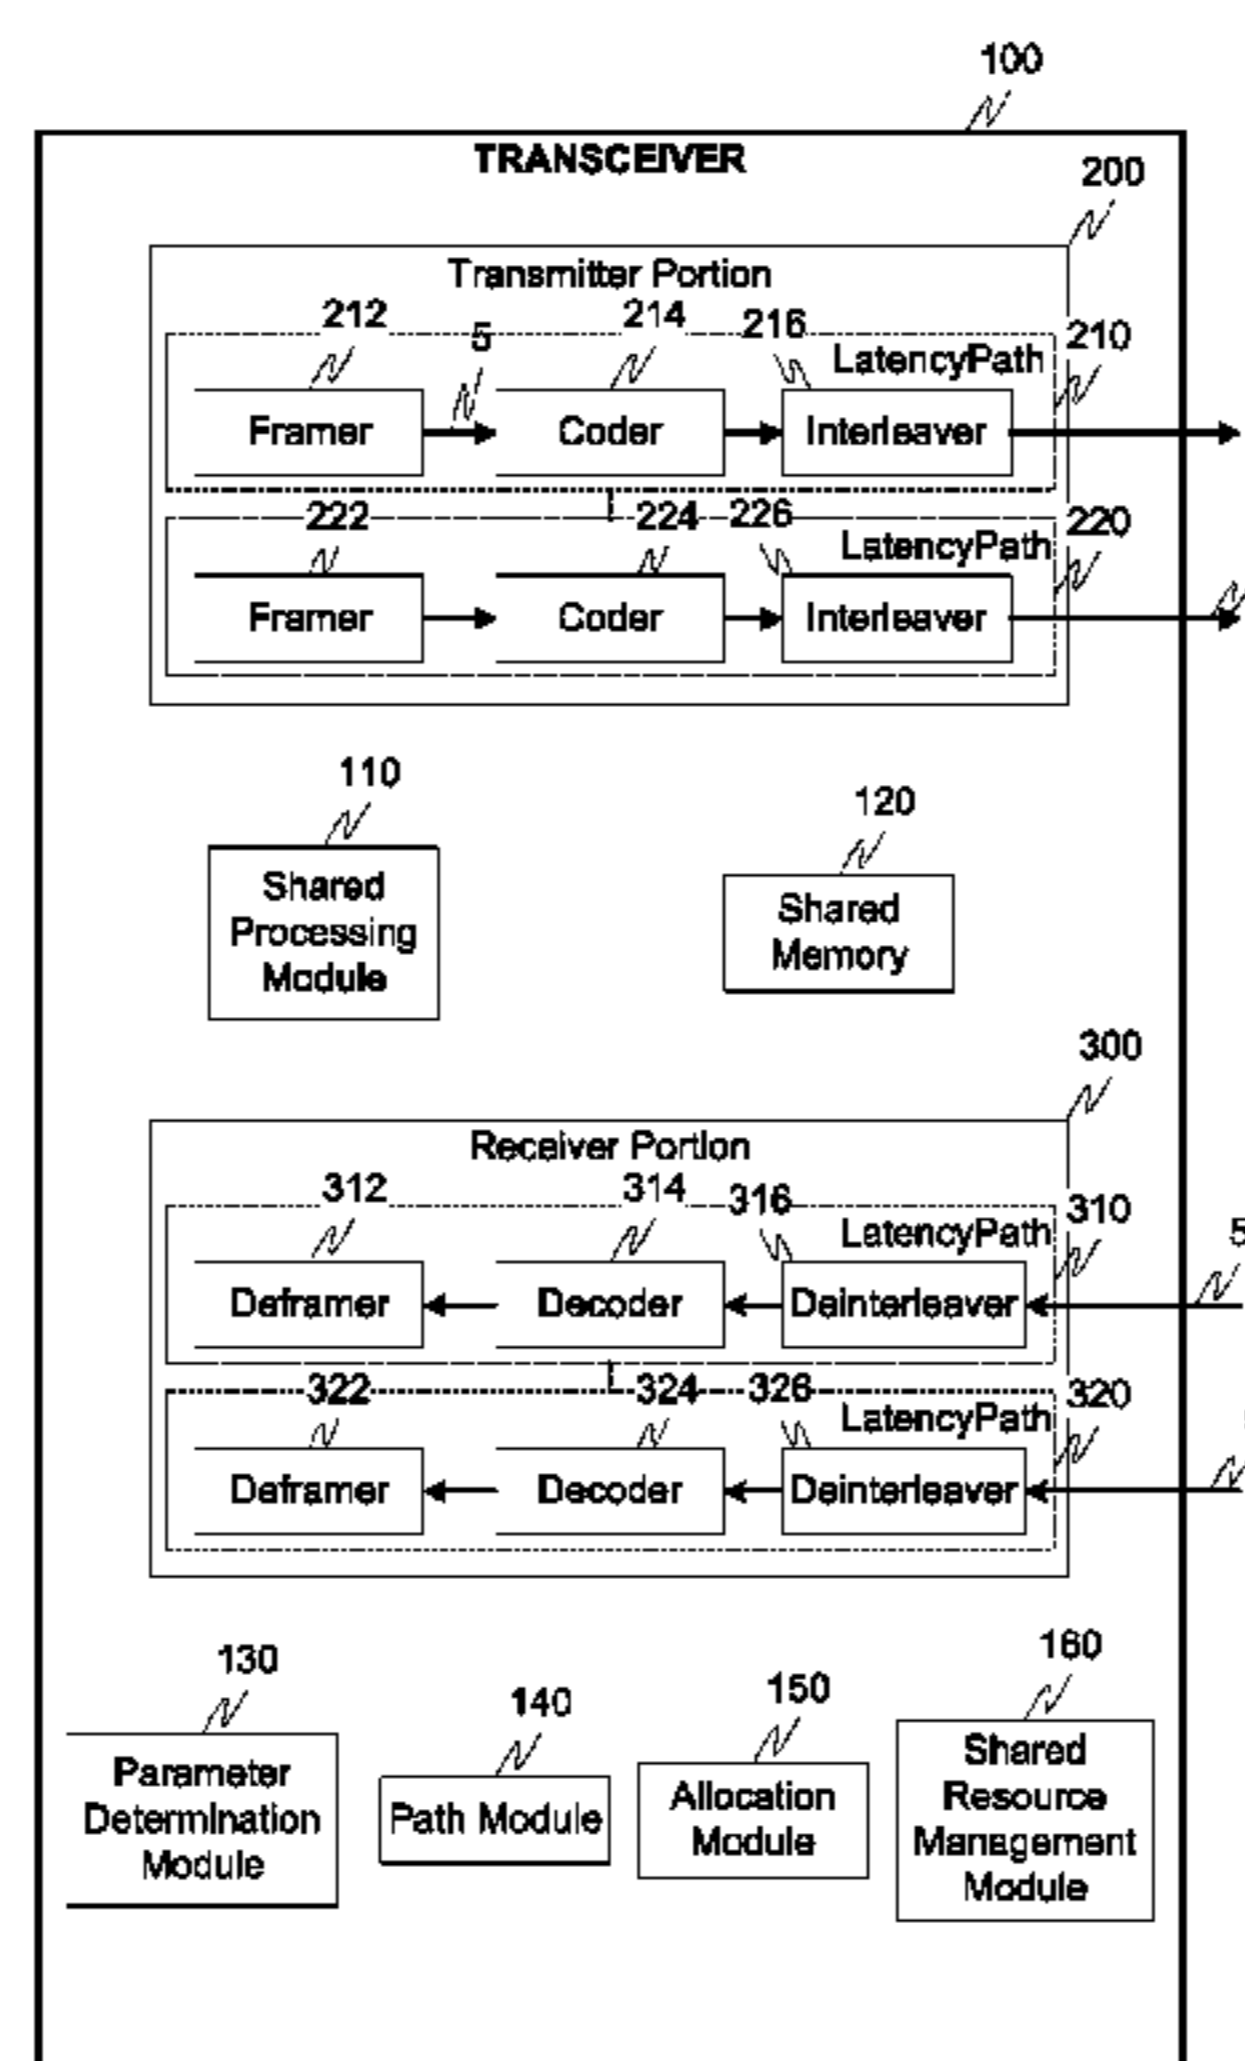 100
TRANSCEIVER
200
Transmitter Portion
212
5
214
216
210
LatencyPath
Framer
Coder
Interleaver
222
224
226
220
LatencyPath
Framer
Coder
Interleaver
110
Shared
Processing
Module
120
Shared
Memory
300
Receiver Portion
312
314
316
310
LatencyPath
5
Deframer
Decoder
Deinterleaver
322
324
326
320
LatencyPath
Deframer
Decoder
Deinterleaver
130
Parameter
Determination
Module
140
Path Module
150
Allocation
Module
160
Shared
Resource
Management
Module